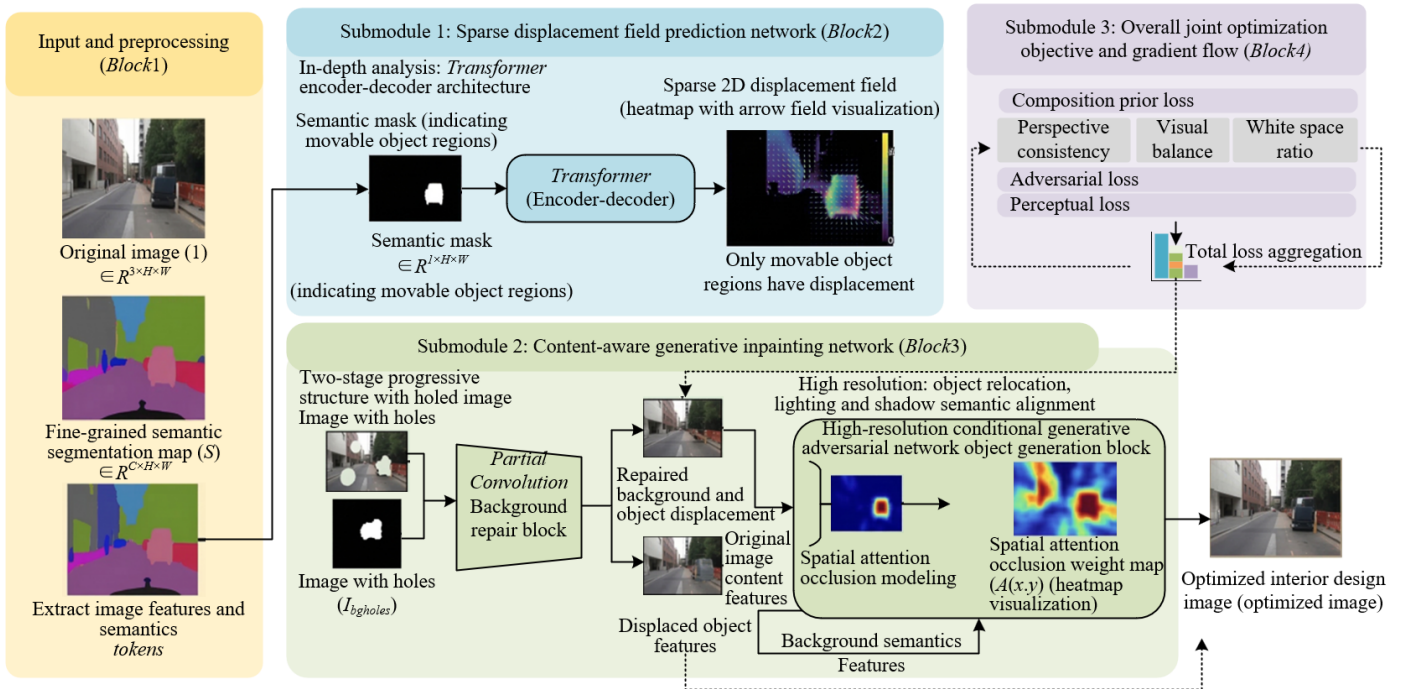 Input and preprocessing
(Block1)
Original image (1)
∈ R^{3×H×W}
Fine-grained semantic
segmentation map (S)
∈ R^{C×H×W}
Extract image features and
semantics
tokens
Submodule 1: Sparse displacement field prediction network (Block2)
In-depth analysis: Transformer
encoder-decoder architecture
Semantic mask (indicating
movable object regions)
Semantic mask
∈ R^{1×H×W}
(indicating movable object regions)
Transformer
(Encoder-decoder)
Sparse 2D displacement field
(heatmap with arrow field visualization)
0
Only movable object
regions have displacement
Submodule 3: Overall joint optimization
objective and gradient flow (Block4)
Composition prior loss
Perspective
consistency
Visual
balance
White space
ratio
Adversarial loss
Perceptual loss
Total loss aggregation
Submodule 2: Content-aware generative inpainting network (Block3)
Two-stage progressive
structure with holed image
Image with holes
Image with holes
(I_{bgholes})
Partial
Convolution
Background
repair block
Repaired
background and
object displacement
Original
image
content
features
Displaced object
features
High resolution: object relocation,
lighting and shadow semantic alignment
High-resolution conditional generative
adversarial network object generation block
Spatial attention
occlusion modeling
Spatial attention
occlusion weight map
(A(x.y) (heatmap
visualization)
Background semantics
Features
Optimized interior design
image (optimized image)